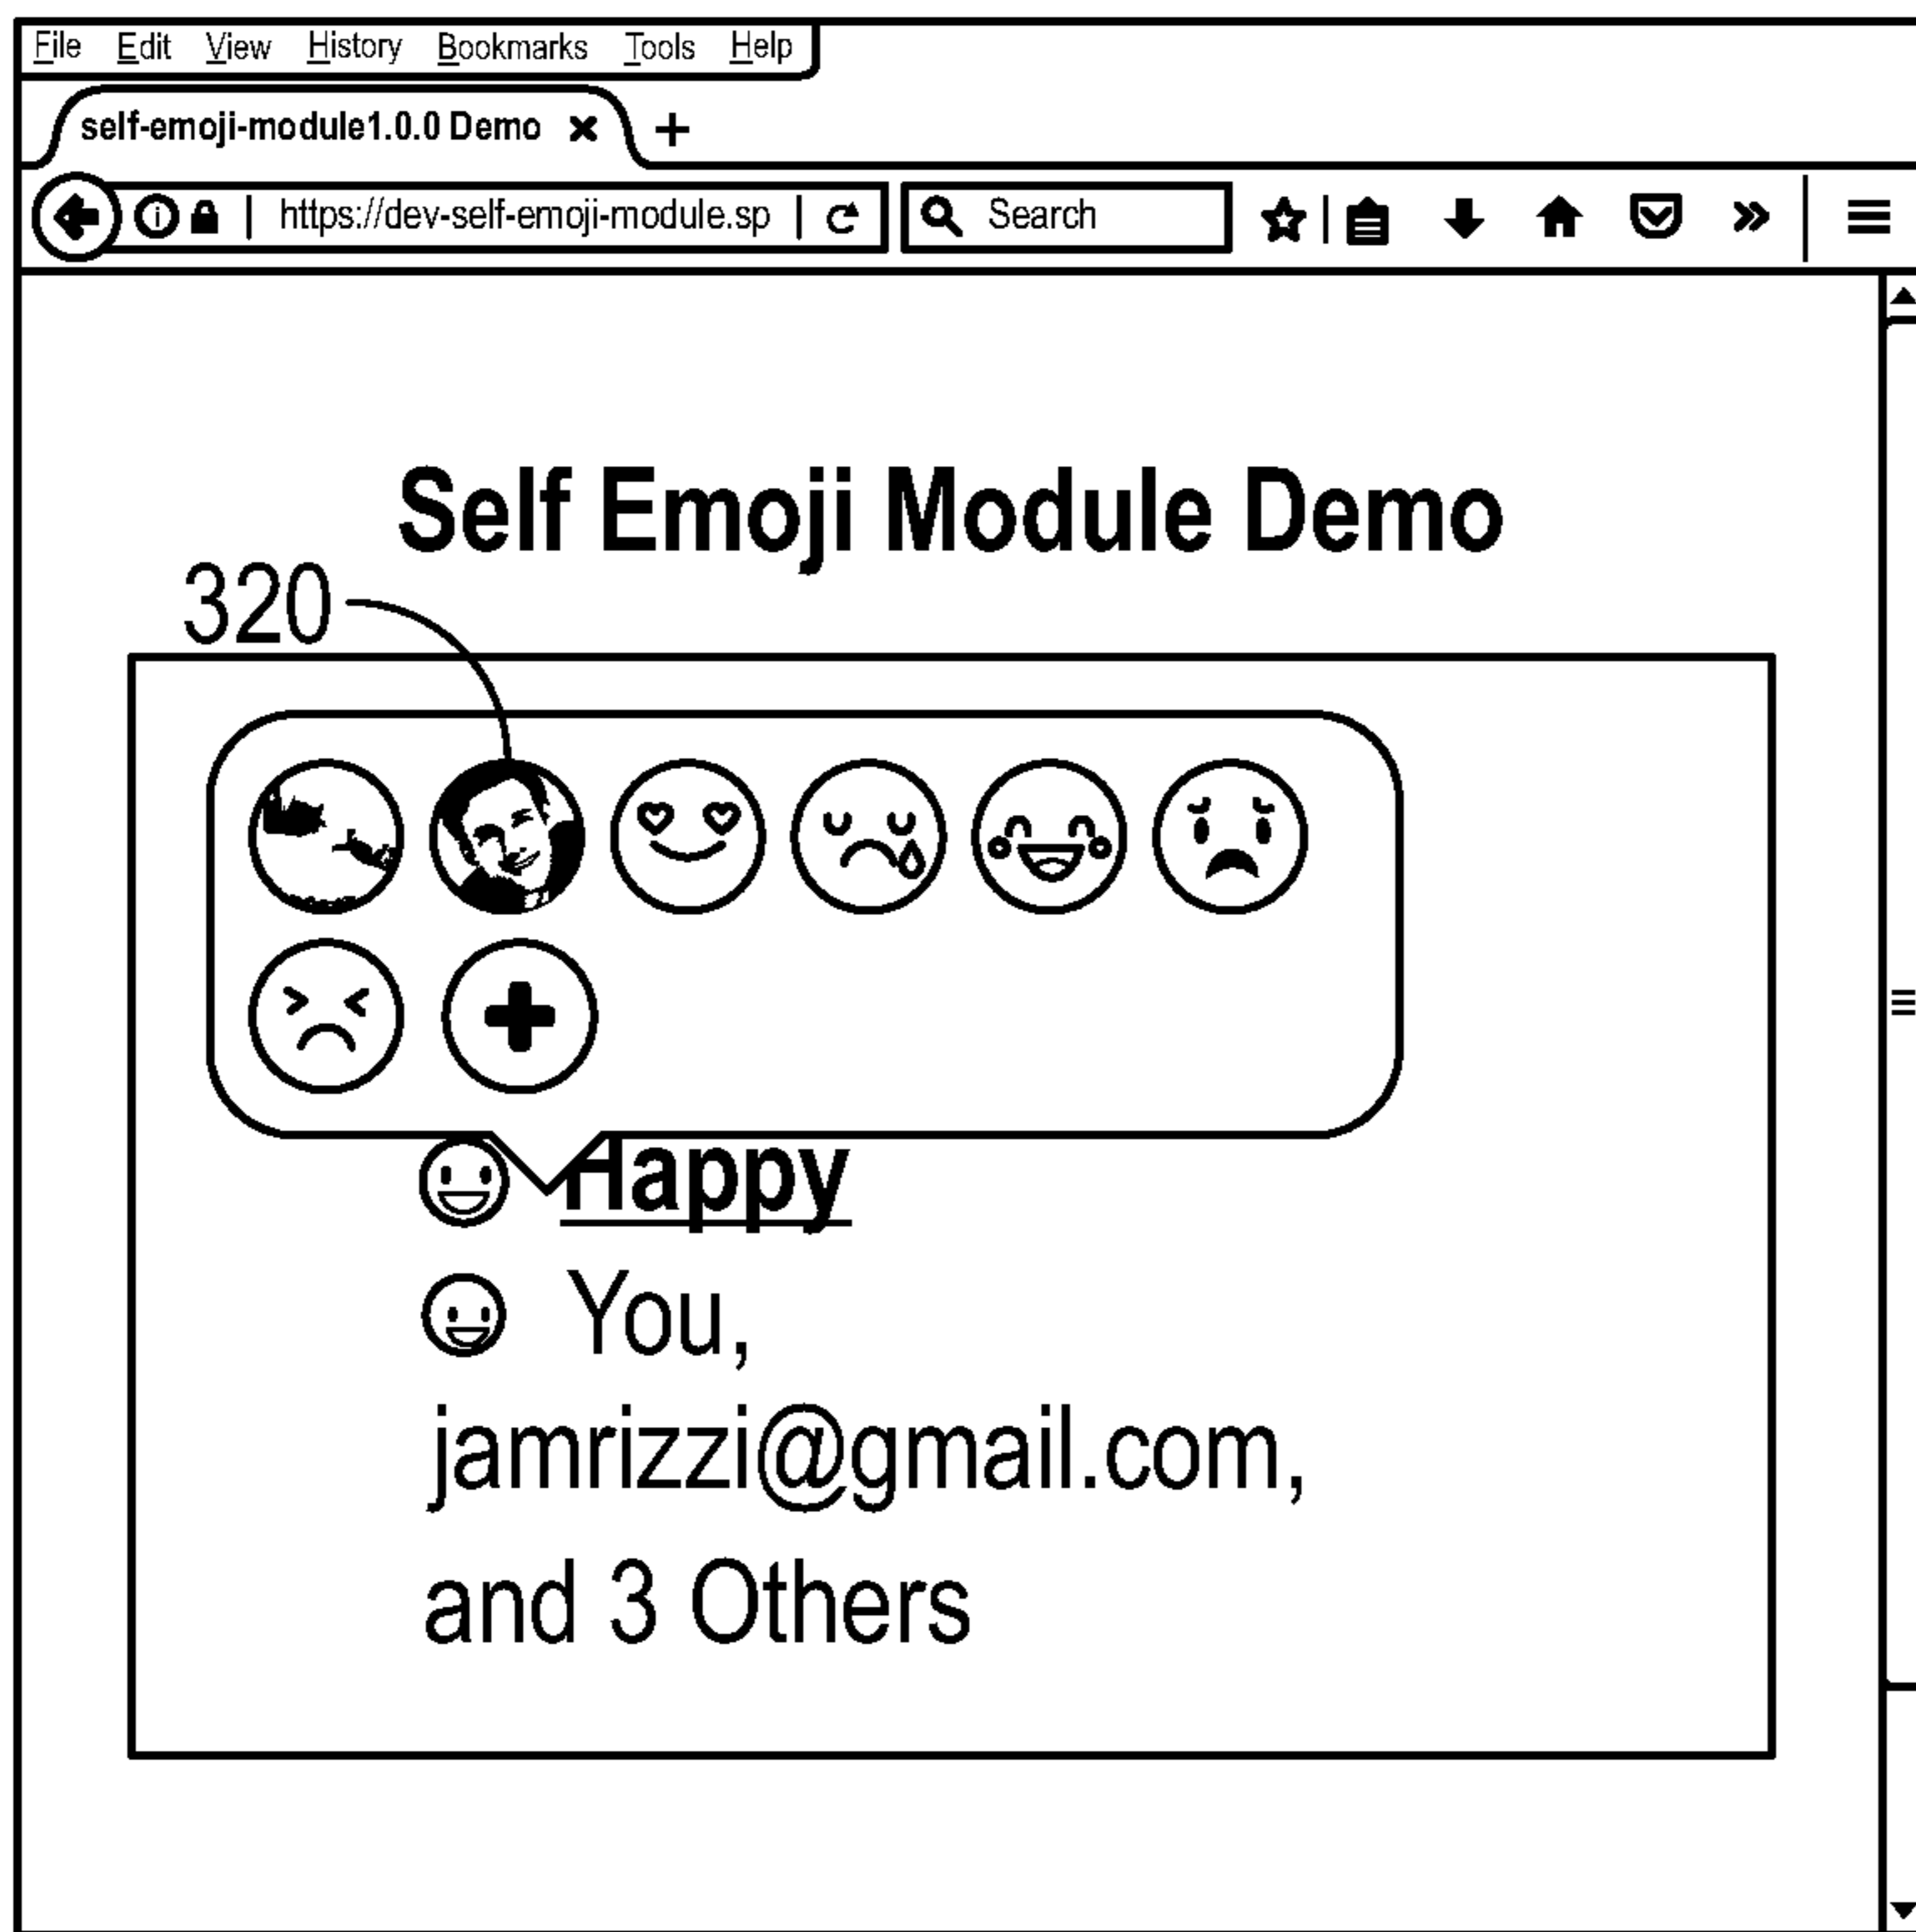 File Edit View History Bookmarks Tools Help
self-emoji-module1.0.0 Demo
https://dev-self-emoji-module.sp
Search
Self Emoji Module Demo
320
Happy
You,
jamrizzi@gmail.com,
and 3 Others